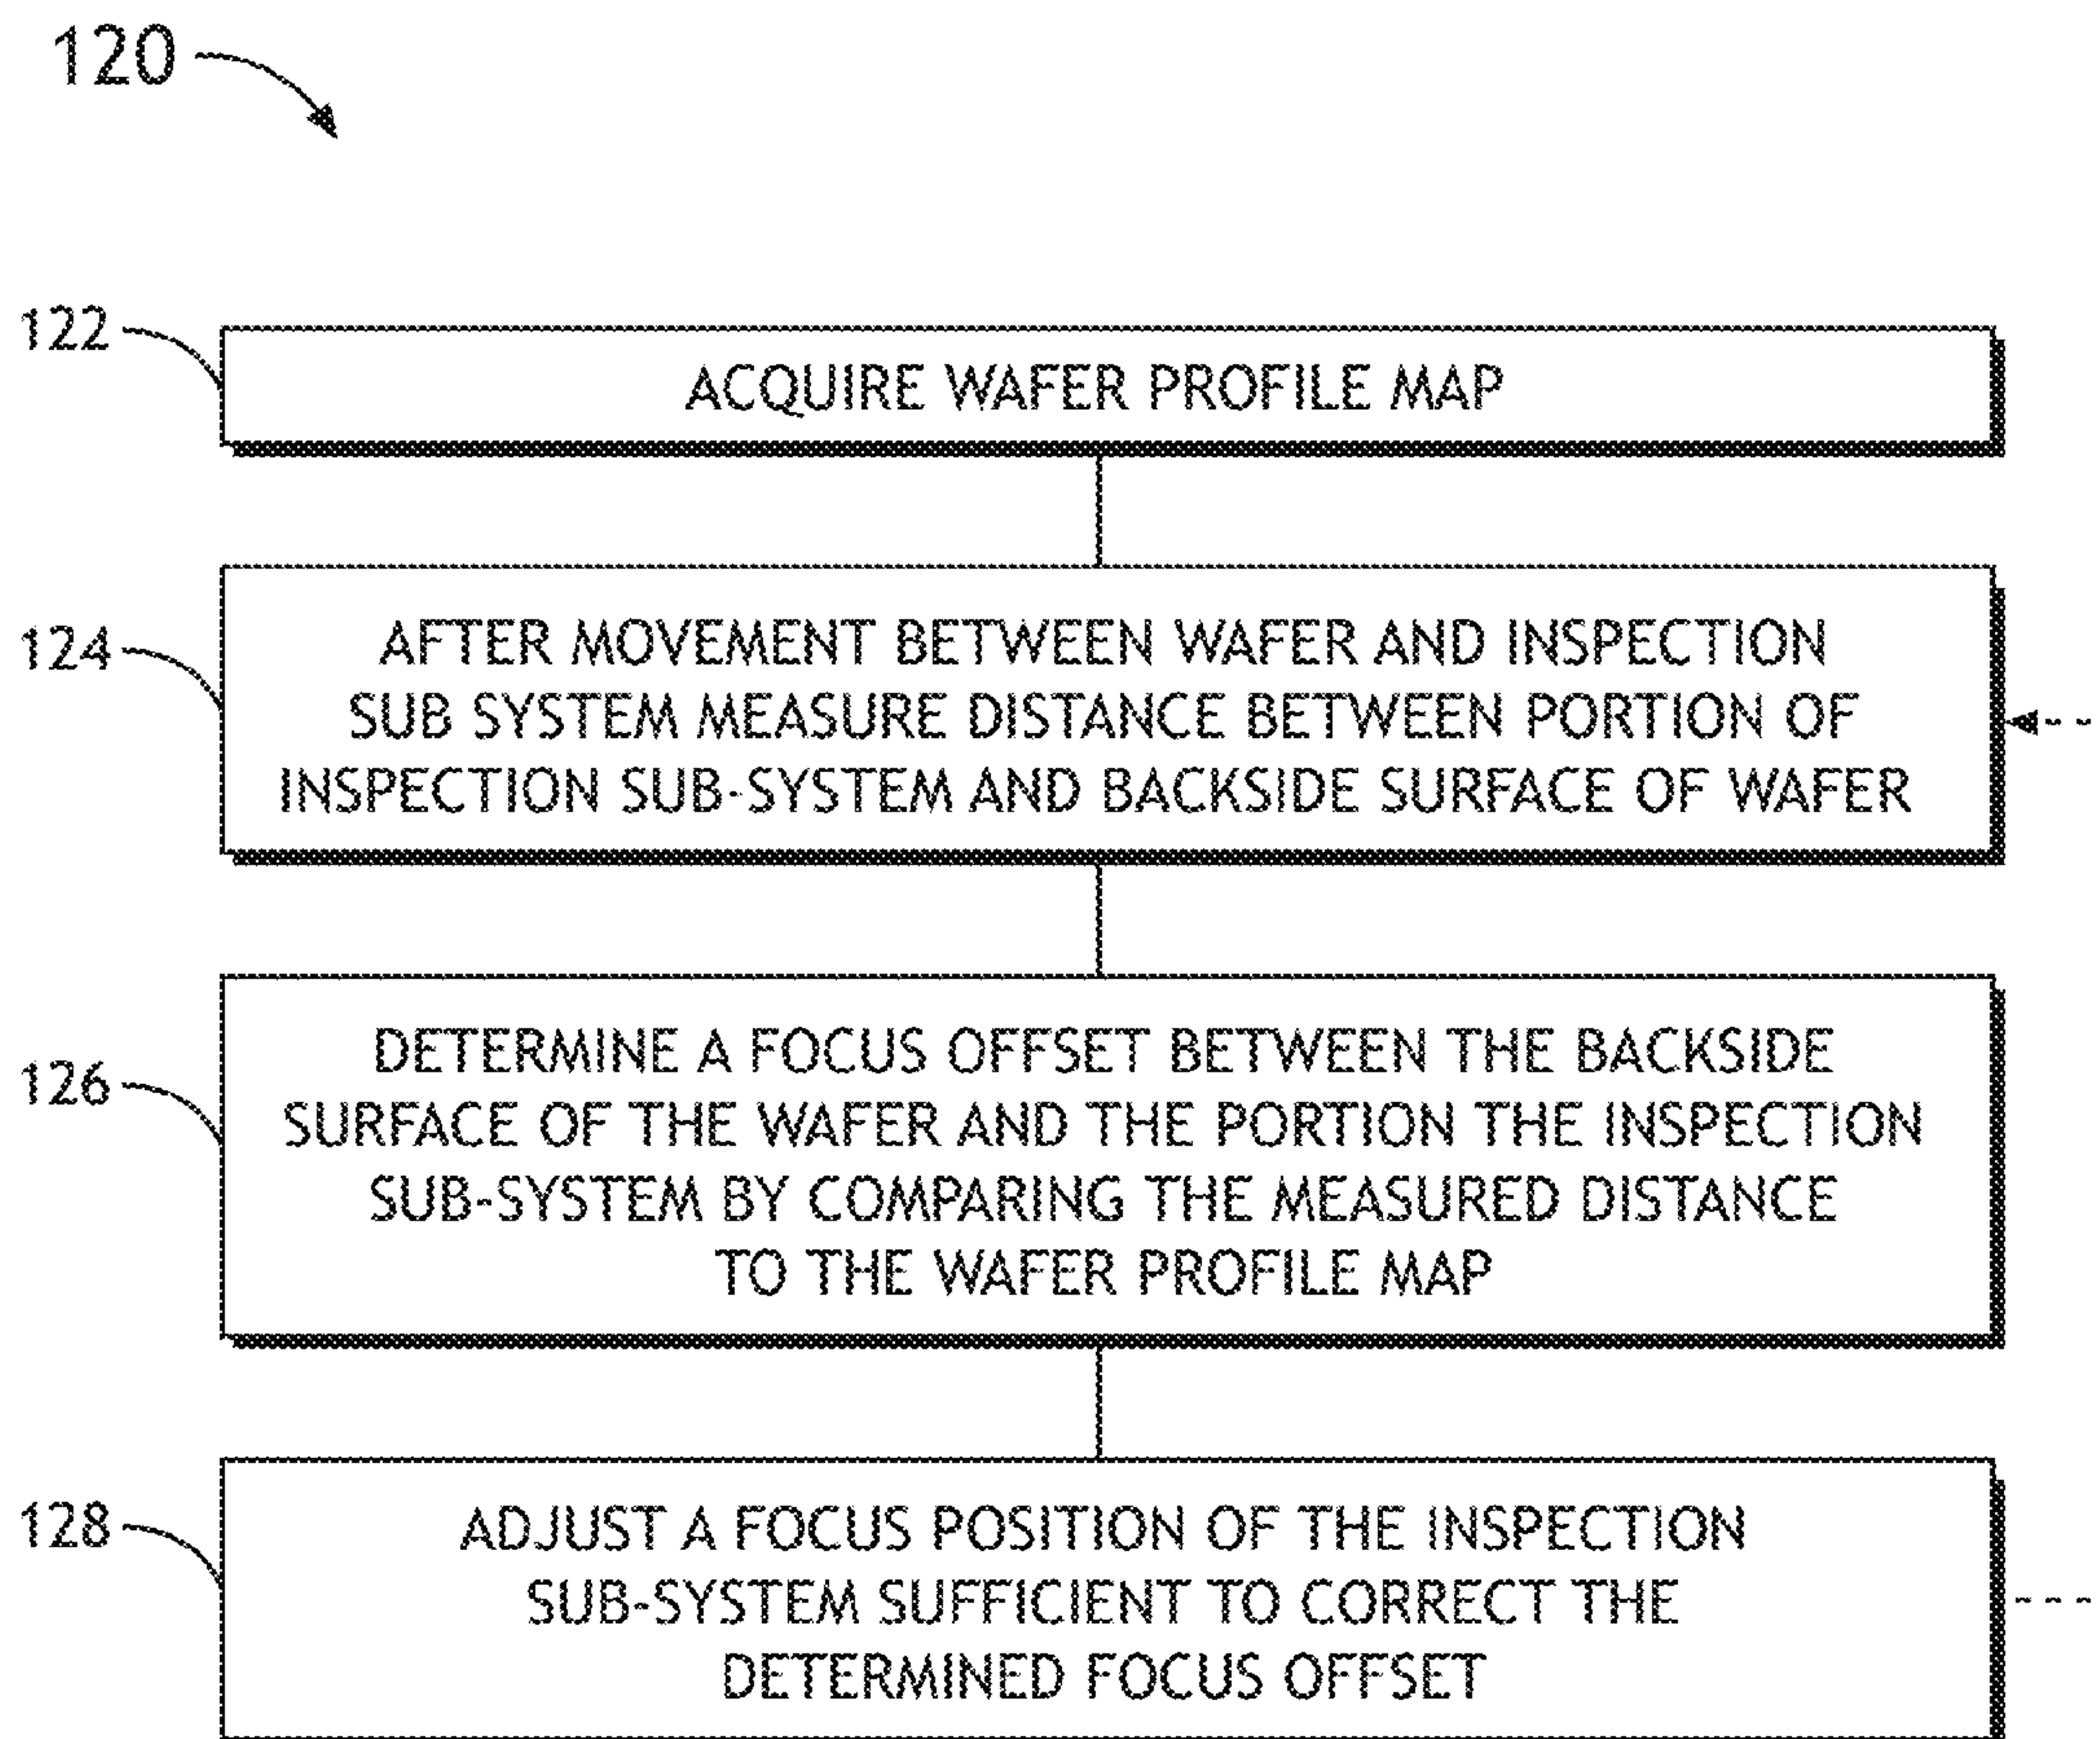 120
122
ACQUIRE WAFER PROFILE MAP
124
AFTER MOVEMENT BETWEEN WAFER AND INSPECTION
SUB SYSTEM MEASURE DISTANCE BETWEEN PORTION OF
INSPECTION SUB-SYSTEM AND BACKSIDE SURFACE OF WAFER
126
DETERMINE A FOCUS OFFSET BETWEEN THE BACKSIDE
SURFACE OF THE WAFER AND THE PORTION THE INSPECTION
SUB-SYSTEM BY COMPARING THE MEASURED DISTANCE
TO THE WAFER PROFILE MAP
128
ADJUST A FOCUS POSITION OF THE INSPECTION
SUB-SYSTEM SUFFICIENT TO CORRECT THE
DETERMINED FOCUS OFFSET